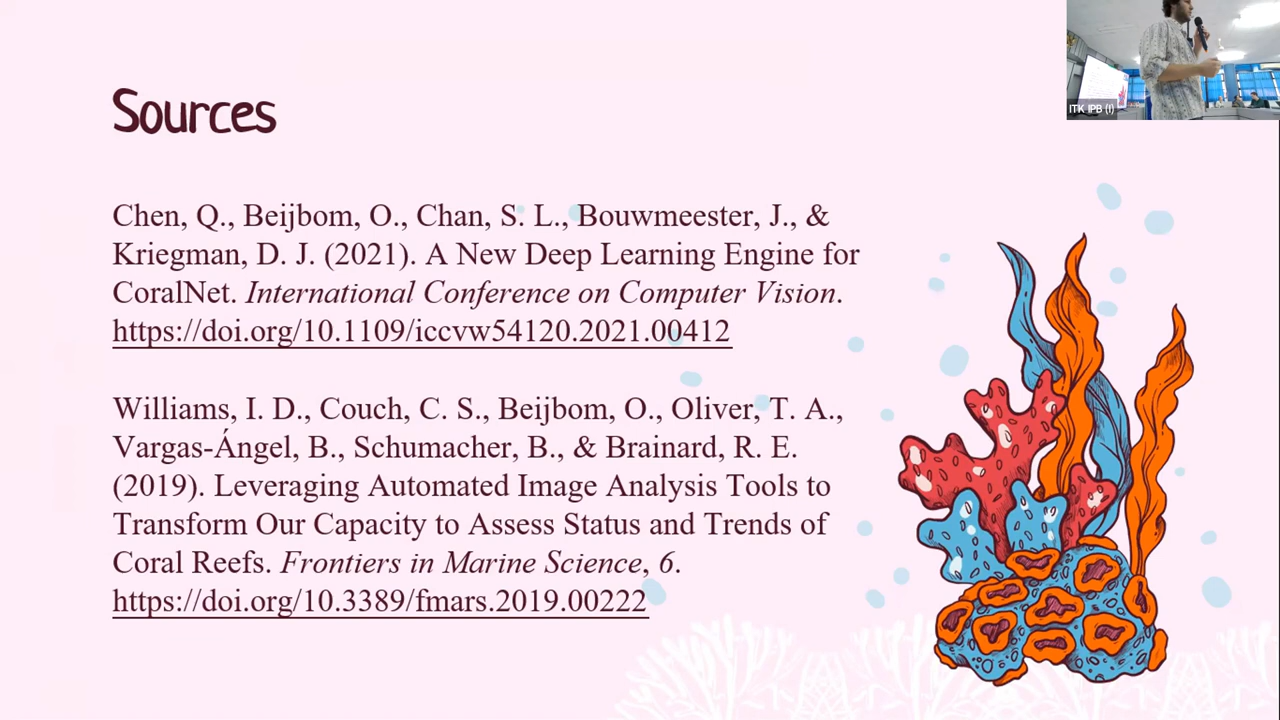 Sources
Chen, Q., Beijbom, O., Chan, S. L., Bouwmeester, J., &
Kriegman, D. J. (2021). A New Deep Learning Engine for
CoralNet. International Conference on Computer Vision.
https://doi.org/10.1109/iccvw54120.2021.00412
Williams, I. D., Couch, C. S., Beijbom, O., Oliver, T. A.,
Vargas-Ángel, B., Schumacher, B., & Brainard, R. E.
(2019). Leveraging Automated Image Analysis Tools to
Transform Our Capacity to Assess Status and Trends of
Coral Reefs. Frontiers in Marine Science, 6.
https://doi.org/10.3389/fmars.2019.00222
ITK IPB (I)